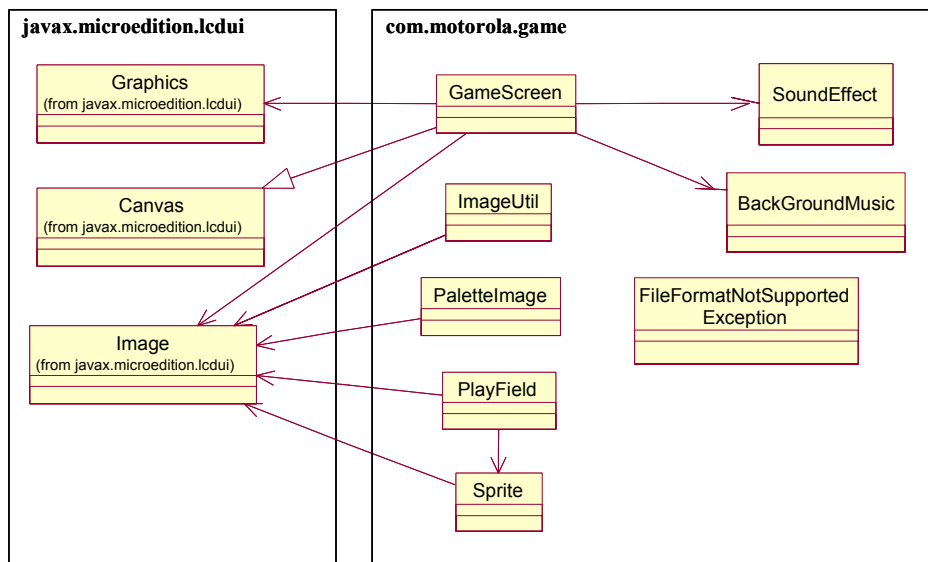 javax.microedition.lcdui
Graphics
(from javax.microedition.lcdui)
Canvas
(from javax.microedition.lcdui)
Image
(from javax.microedition.lcdui)
com.motorola.game
GameScreen
SoundEffect
ImageUtil
BackGroundMusic
PaletteImage
FileFormatNotSupported
Exception
PlayField
Sprite